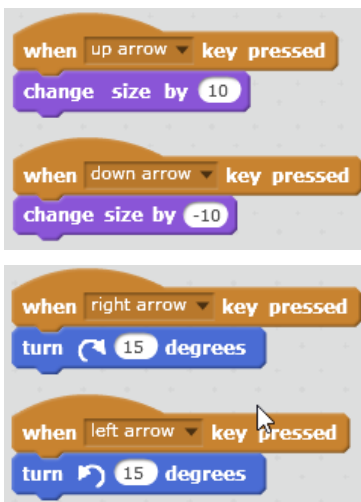 when up arrow key pressed
change size by 10
when down arrow key pressed
change size by -10
when right arrow key pressed
turn 15 degrees
when left arrow key pressed
turn 15 degrees